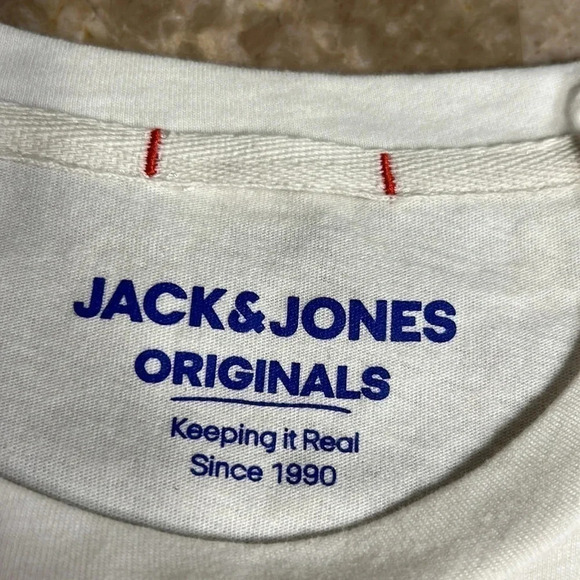 JACK&JONES
ORIGINALS
Keeping it Real
Since 1990